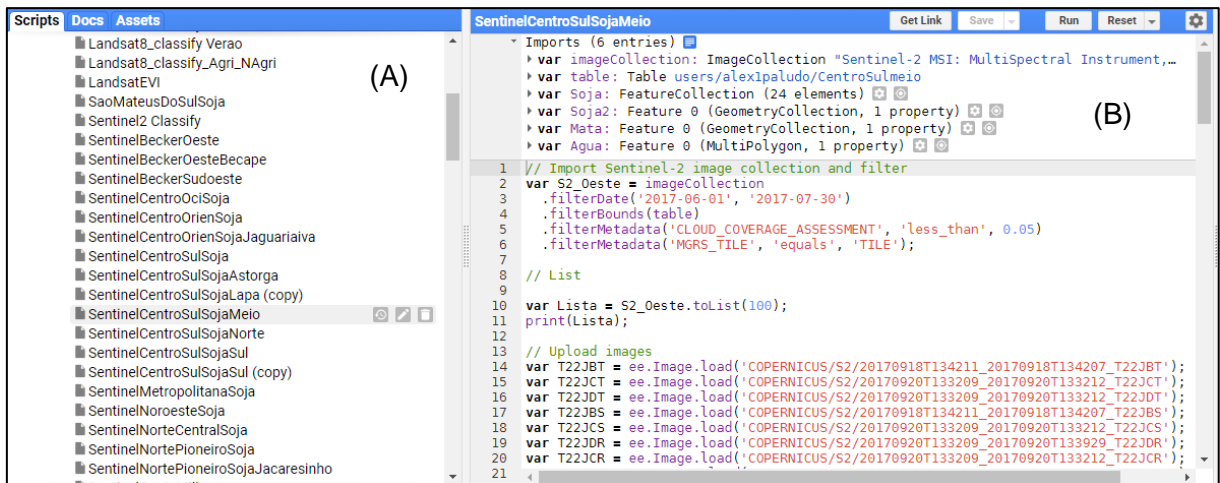 Scripts Docs Assets
Landsat8_classify Verao
Landsat8_classify_Agri_NAgri
LandsatEVI
SaoMateusDoSulSoja
Sentinel2 Classify
SentinelBeckerOeste
SentinelBeckerOesteBecape
SentinelBeckerSudoeste
SentinelCentroOciSoja
SentinelCentroOrienSoja
SentinelCentroOrienSojaJaguariaiva
SentinelCentroSulSoja
SentinelCentroSulSojaAstorga
SentinelCentroSulSojaLapa (copy)
SentinelCentroSulSojaMeio
SentinelCentroSulSojaNorte
SentinelCentroSulSojaSul
SentinelCentroSulSojaSul (copy)
SentinelMetropolitanaSoja
SentinelNoroesteSoja
SentinelNorteCentralSoja
SentinelNortePioneiroSoja
SentinelNortePioneiroSojaJacaresinho
(A)
SentinelCentroSulSojaMeio Get Link Save Run Reset
Imports (6 entries)
var imageCollection: ImageCollection "Sentinel-2 MSI: MultiSpectral Instrument,…
var table: Table users/alex1paludo/CentroSulmeio
var Soja: FeatureCollection (24 elements)
var Soja2: Feature 0 (GeometryCollection, 1 property)
var Mata: Feature 0 (GeometryCollection, 1 property)
var Agua: Feature 0 (MultiPolygon, 1 property)
(B)
1 // Import Sentinel-2 image collection and filter
2 var S2_Oeste = imageCollection
3 .filterDate('2017-06-01', '2017-07-30')
4 .filterBounds(table)
5 .filterMetadata('CLOUD_COVERAGE_ASSESSMENT', 'less_than', 0.05)
6 .filterMetadata('MGRS_TILE', 'equals', 'TILE');
7
8 // List
9
10 var Lista = S2_Oeste.toList(100);
11 print(Lista);
12
13 // Upload images
14 var T22JBT = ee.Image.load('COPERNICUS/S2/20170918T134211_20170918T134207_T22JBT');
15 var T22JCT = ee.Image.load('COPERNICUS/S2/20170920T133209_20170920T133212_T22JCT');
16 var T22JDT = ee.Image.load('COPERNICUS/S2/20170920T133209_20170920T133212_T22JDT');
17 var T22JBS = ee.Image.load('COPERNICUS/S2/20170918T134211_20170918T134207_T22JBS');
18 var T22JCS = ee.Image.load('COPERNICUS/S2/20170920T133209_20170920T133212_T22JCS');
19 var T22JDR = ee.Image.load('COPERNICUS/S2/20170920T133209_20170920T133929_T22JDR');
20 var T22JCR = ee.Image.load('COPERNICUS/S2/20170920T133209_20170920T133212_T22JCR');
21